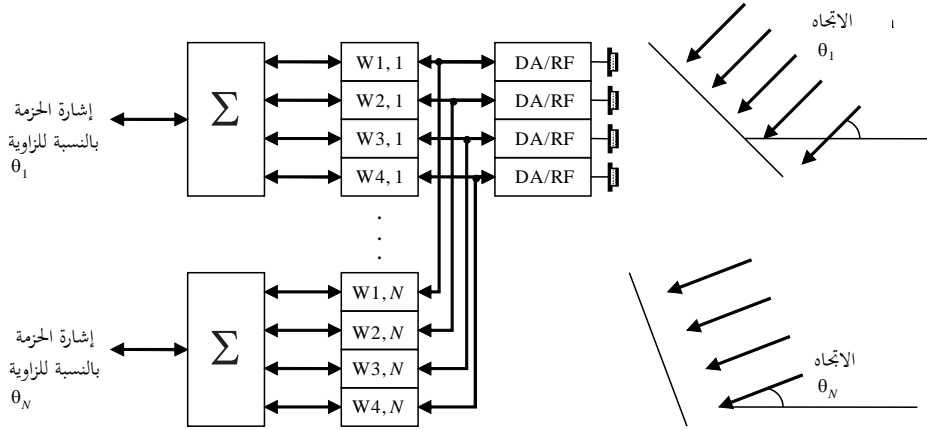 الاتجاه
θ1
1
W1, 1
DA/RF
W2, 1
DA/RF
W3, 1
DA/RF
W4, 1
DA/RF
Σ
إشارة الحزمة
بالنسبة للزاوية
θ1
.
.
.
W1, N
W2, N
W3, N
W4, N
Σ
إشارة الحزمة
بالنسبة للزاوية
θN
الاتجاه
θN